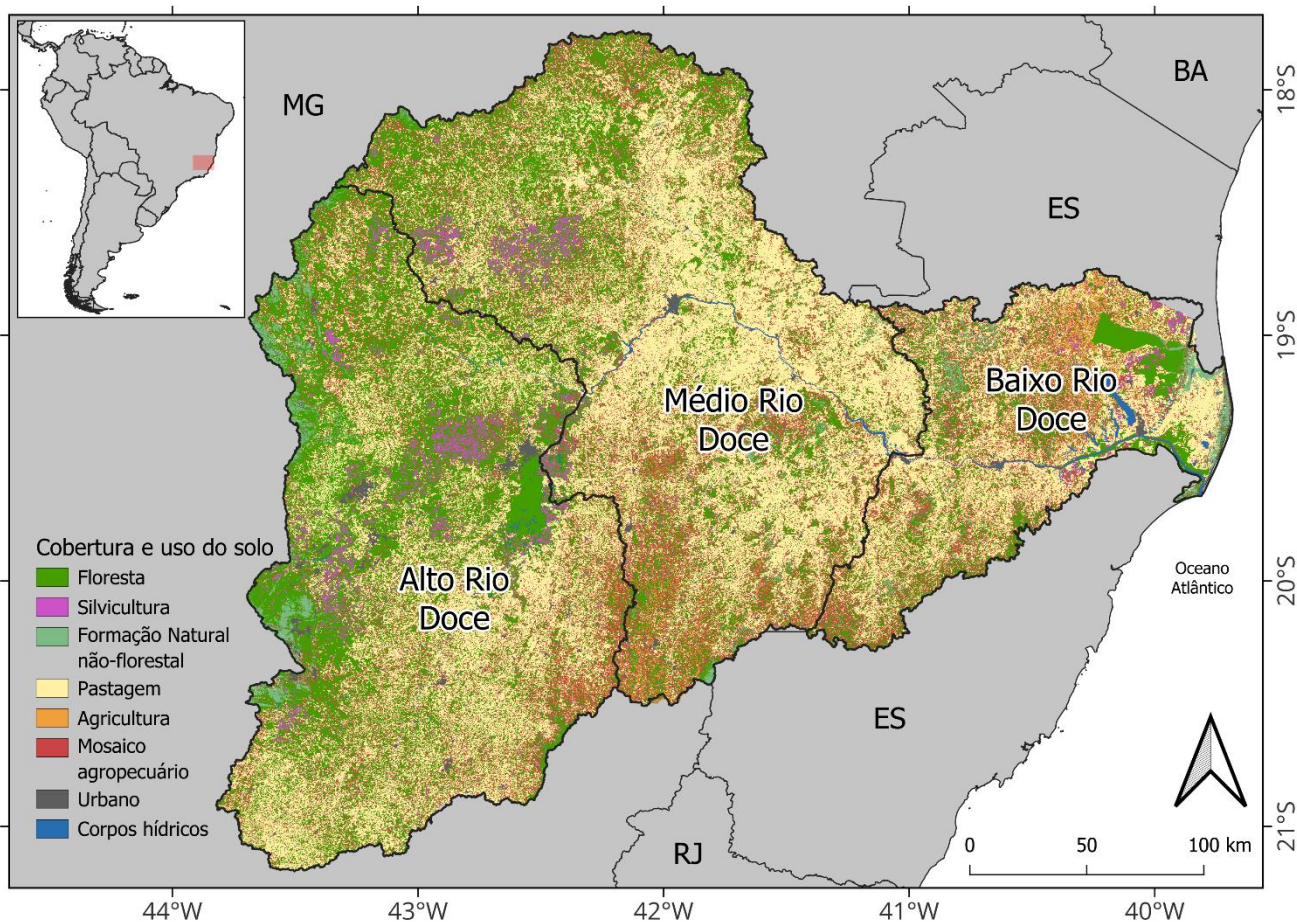 MG
BA
ES
18°S
19°S
20°S
21°S
Médio Rio
Doce
Baixo Rio
Doce
Alto Rio
Doce
Oceano
Atlântico
ES
RJ
Cobertura e uso do solo
Floresta
Silvicultura
Formação Natural
não-florestal
Pastagem
Agricultura
Mosaico
agropecuário
Urbano
Corpos hídricos
0 50 100 km
44°W 43°W 42°W 41°W 40°W